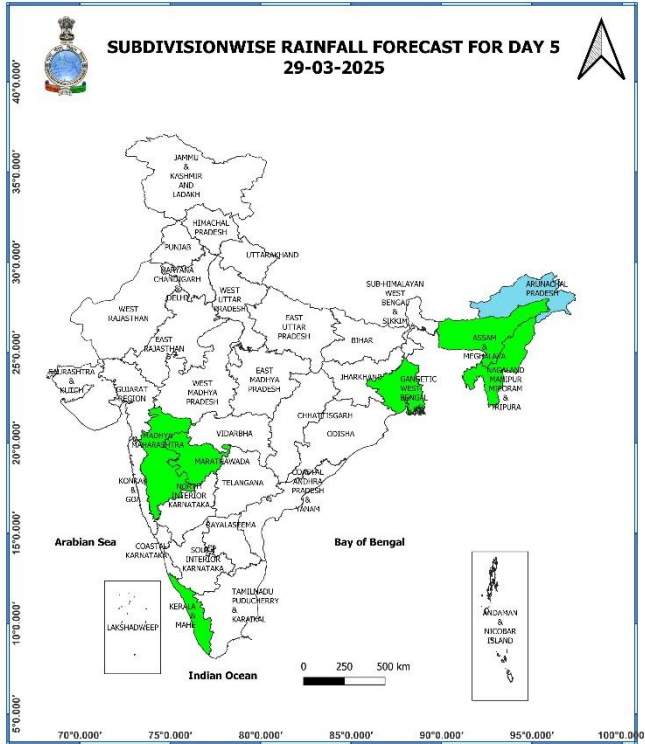 SUBDIVISIONWISE RAINFALL FORECAST FOR DAY 5
29-03-2025
40°0.000'
35°0.000'
30°0.000'
25°0.000'
20°0.000'
15°0.000'
10°0.000'
5°0.000'
JAMMU
&
KASHMIR
AND
LADAKH
HIMACHAL
PRADESH
PUNJAB
UTTARAKHAND
HARYANA
CHANDIGARH
&
DELHI
WEST
UTTAR
PRADESH
WEST
RAJASTHAN
EAST
RAJASTHAN
EAST
UTTAR
PRADESH
SUB-HIMALAYAN
WEST
BENGAL
&
SIKKIM
ARUNACHAL
PRADESH
ASSAM
&
MEGHALAYA
NAGALAND
MANIPUR
MIZORAM
&
TRIPURA
BIHAR
SAURASHTRA
&
KUTCH
GUJARAT
REGION
WEST
MADHYA
PRADESH
EAST
MADHYA
PRADESH
JHARKHAND
GANGETIC
WEST
BENGAL
CHHATTISGARH
ODISHA
MADHYA
MAHARASHTRA
VIDARBHA
MARATHWADA
KONKAN
&
GOA
NORTH
INTERIOR
KARNATAKA
TELANGANA
COASTAL
ANDHRA
PRADESH
&
YANAM
RAYALASEEMA
Arabian Sea
Bay of Bengal
COASTAL
KARNATAKA
SOUTH
INTERIOR
KARNATAKA
KERALA
&
MAHE
TAMILNADU
PUDUCHERRY
&
KARAIKAL
LAKSHADWEEP
ANDAMAN
&
NICOBAR
ISLAND
Indian Ocean
0 250 500 km
70°0.000' 75°0.000' 80°0.000' 85°0.000' 90°0.000' 95°0.000' 100°0.000'